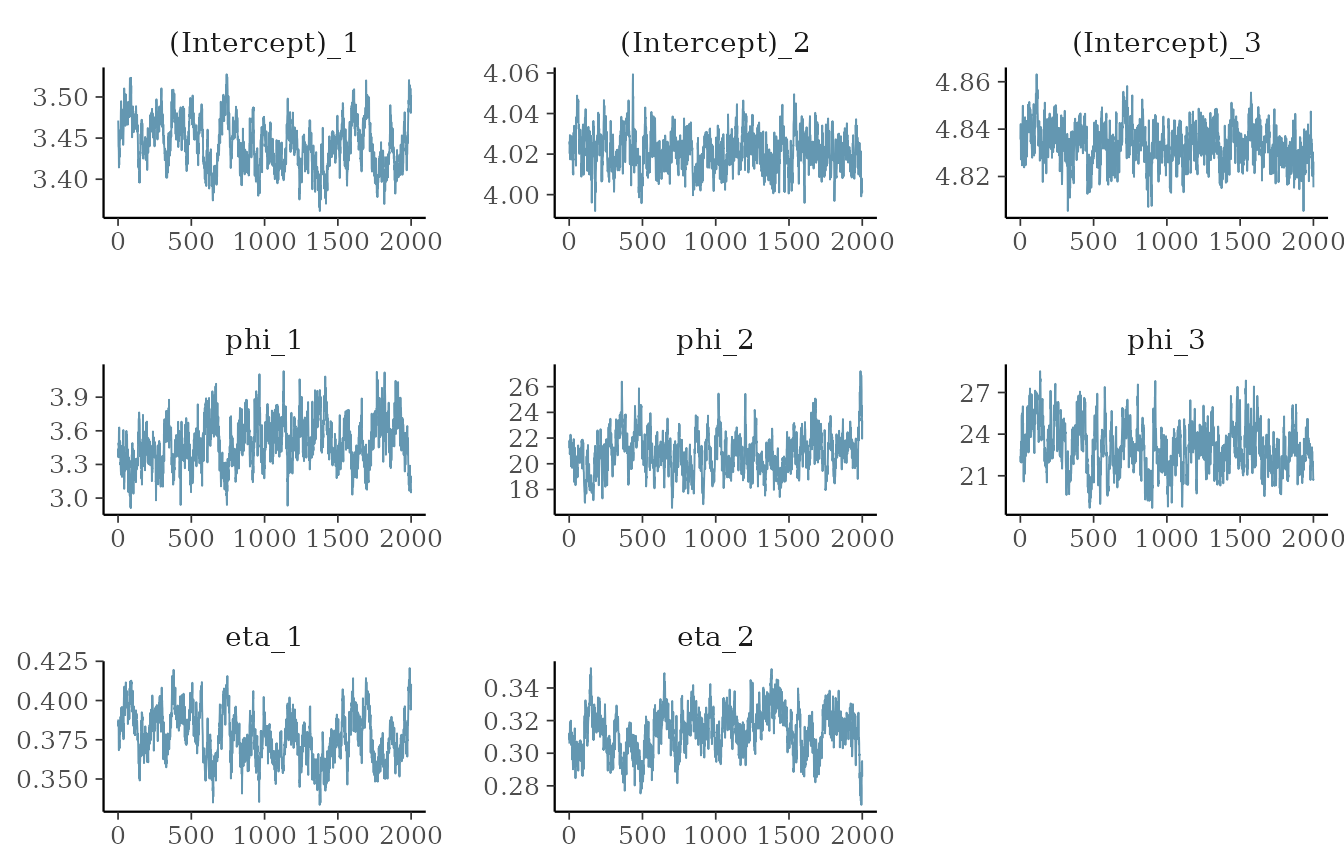 (Intercept)_1 (Intercept)_2 (Intercept)_3
3.50
3.45
3.40
0 500 1000 1500 2000
4.06
4.04
4.02
4.00
0 500 1000 1500 2000
4.86
4.84
4.82
0 500 1000 1500 2000
phi_1 phi_2 phi_3
3.9
3.6
3.3
3.0
0 500 1000 1500 2000
26
24
22
20
18
0 500 1000 1500 2000
27
24
21
0 500 1000 1500 2000
eta_1 eta_2
0.425
0.400
0.375
0.350
0 500 1000 1500 2000
0.34
0.32
0.30
0.28
0 500 1000 1500 2000